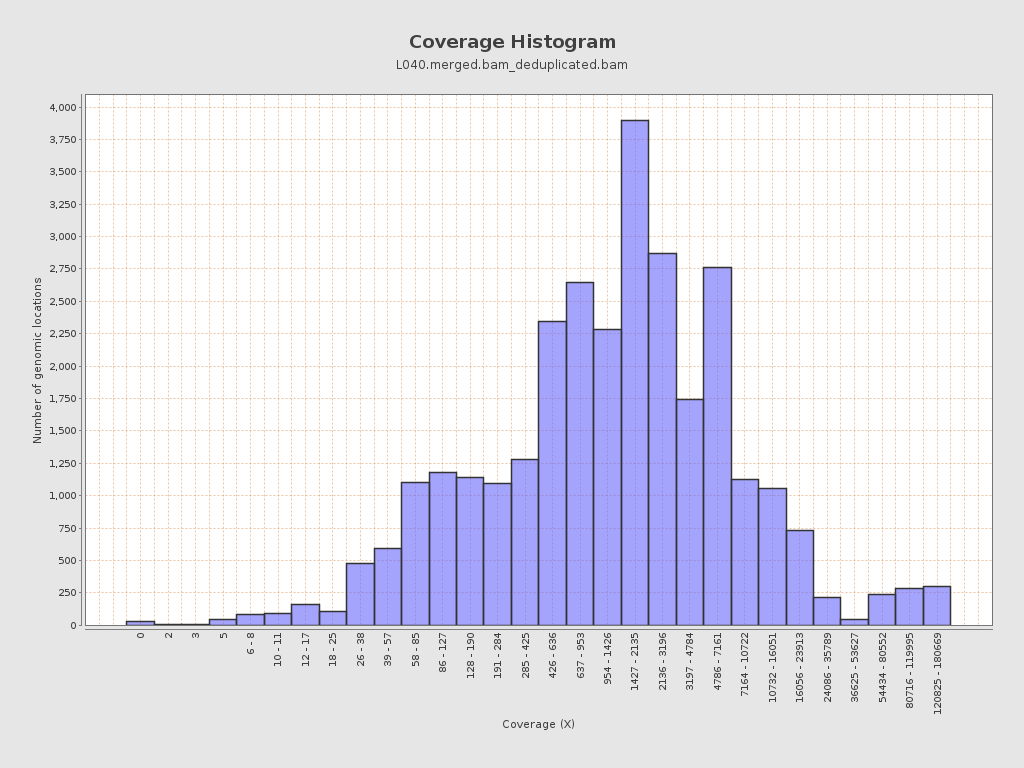 Coverage Histogram
L040.merged.bam_deduplicated.bam
Number of genomic locations
4,000
3,750
3,500
3,250
3,000
2,750
2,500
2,250
2,000
1,750
1,500
1,250
1,000
750
500
250
0
0
2
3
5
6 - 8
10 - 11
12 - 17
18 - 25
26 - 38
39 - 57
58 - 85
86 - 127
128 - 190
191 - 284
285 - 425
426 - 636
637 - 953
954 - 1426
1427 - 2135
2136 - 3196
3197 - 4784
4786 - 7161
7164 - 10722
10732 - 16051
16056 - 23913
24086 - 35789
36625 - 53627
54434 - 80552
80716 - 119995
120825 - 180669
Coverage (X)